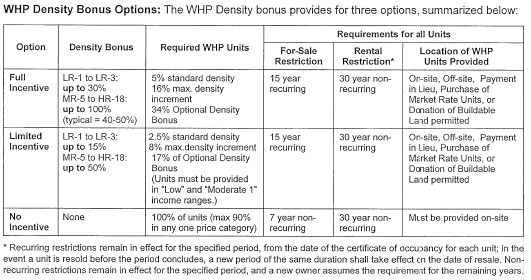 WHP Density Bonus Options: The WHP Density bonus provides for three options, summarized below:
Requirements for all Units
Option
Density Bonus
Required WHP Units
For-Sale
Restriction
Rental
Restriction*
Location of WHP
Units Provided
Full
Incentive
LR-1 to LR-3:
up to 30%
MR-5 to HR-18:
up to 100%
(typical = 40-50%)
5% standard density
16% max. density
increment
34% Optional Density
Bonus
15 year
recurring
30 year non-
recurring
On-site, Off-site, Payment
in Lieu, Purchase of
Market Rate Units, or
Donation of Buildable
Land permitted
Limited
Incentive
LR-1 to LR-3:
up to 15%
MR-5 to HR-18:
up to 50%
2.5% standard density
8% max.density increment
17% of Optional Density
Bonus
(Units must be provided
in "Low" and "Moderate 1"
income ranges.)
15 year
recurring
30 year non-
recurring
On-site, Off-site, Payment
in Lieu, Purchase of
Market Rate Units, or
Donation of Buildable
Land permitted
No
Incentive
None
100% of units (max 90%
in any one price category)
7 year non-
recurring
30 year non-
recurring
Must be provided on-site
* Recurring restrictions remain in effect for the specified period, from the date of the certificate of occupancy for each unit; in the
event a unit is resold before the period concludes, a new period of the same duration shall take effect on the date of resale. Non-
recurring restrictions remain in effect for the specified period, and a new owner assumes the requirement for the remaining years.